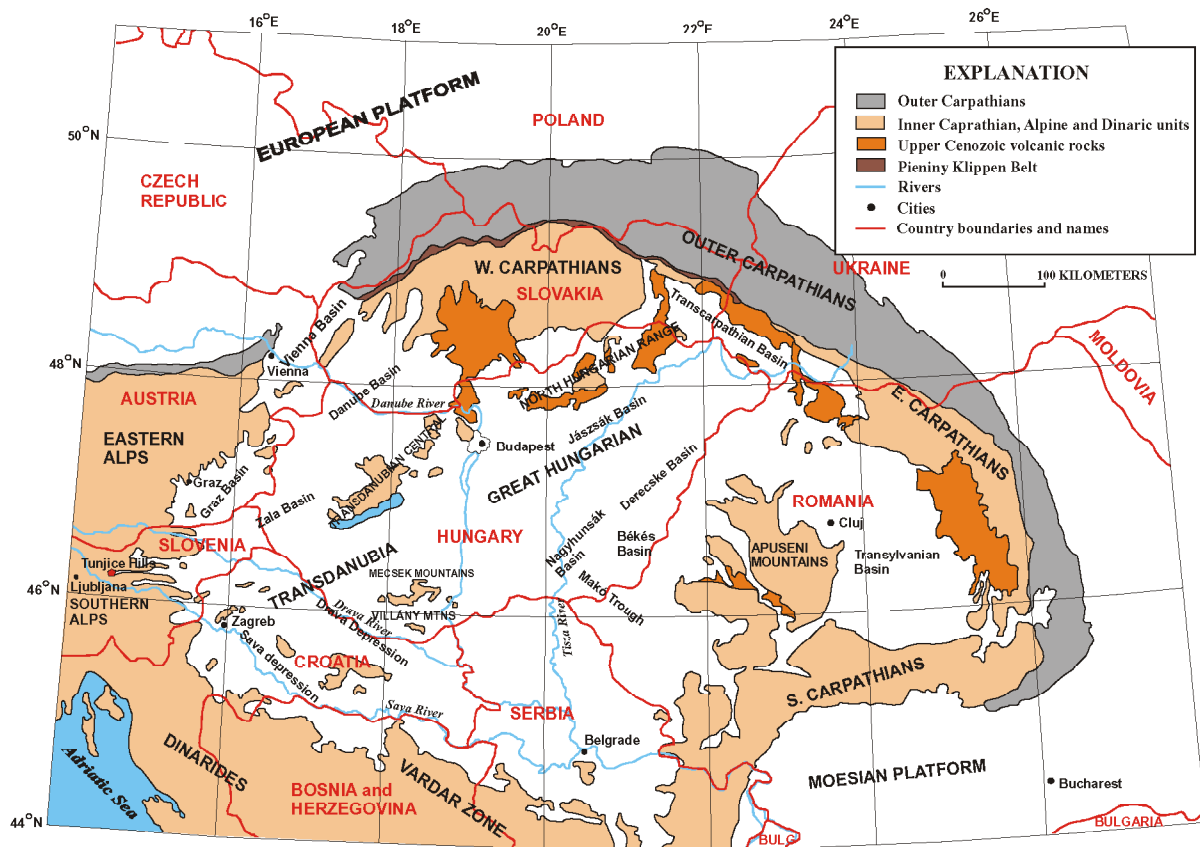 16°E
18°E
20°E
22°E
24°E
26°E
EXPLANATION
Outer Carpathians
Inner Caprathian, Alpine and Dinaric units
Upper Cenozoic volcanic rocks
Pieniny Klippen Belt
Rivers
Cities
Country boundaries and names
0 100 KILOMETERS
50°N
48°N
46°N
44°N
EUROPEAN PLATFORM
POLAND
CZECH
REPUBLIC
OUTER CARPATHIANS
UKRAINE
W. CARPATHIANS
SLOVAKIA
MOLDOVIA
Vienna Basin
Vienna
Transcarpathian Basin
NORTH HUNGARIAN RANGE
AUSTRIA
Danube Basin
Danube River
E. CARPATHIANS
EASTERN
ALPS
TRANSDANUBIAN CENTRAL
Budapest
Jászsák Basin
GREAT HUNGARIAN
Graz
Graz Basin
Zala Basin
Derecske Basin
ROMANIA
Cluj
HUNGARY
Nagyhunsák
Basin
Békés
Basin
APUSENI
MOUNTAINS
Transylvanian
Basin
SLOVENIA
Tunjice Hills
Ljubljana
TRANSDANUBIA
MECSEK MOUNTAINS
SOUTHERN
ALPS
VILLANY MTNS
Makó Trough
Zagreb
Drava River
Drava Depression
Tisza River
Sava depression
CROATIA
S. CARPATHIANS
Sava River
SERBIA
Belgrade
Adriatic Sea
DINARIDES
BOSNIA and
HERZEGOVINA
VARDAR ZONE
MOESIAN PLATFORM
Bucharest
BULG
BULGARIA